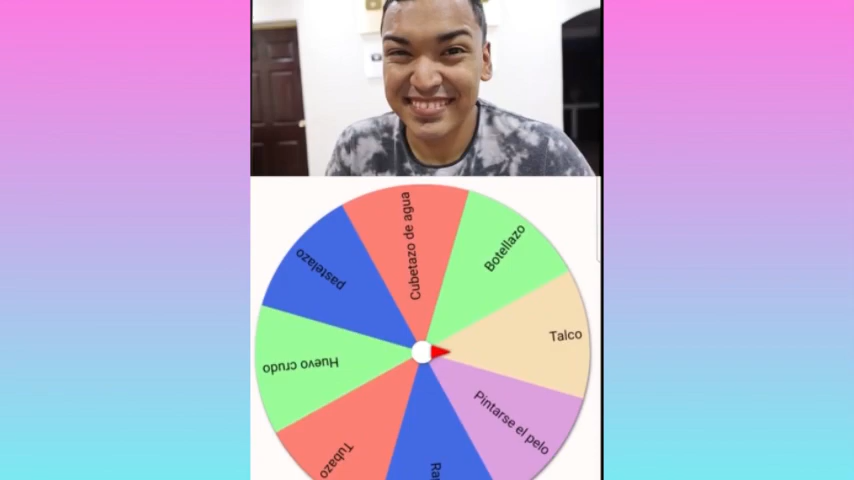 Cubetazo de agua
Botellazo
Talco
Pintarse el pelo
Tubazo
Huevo crudo
pastelazo